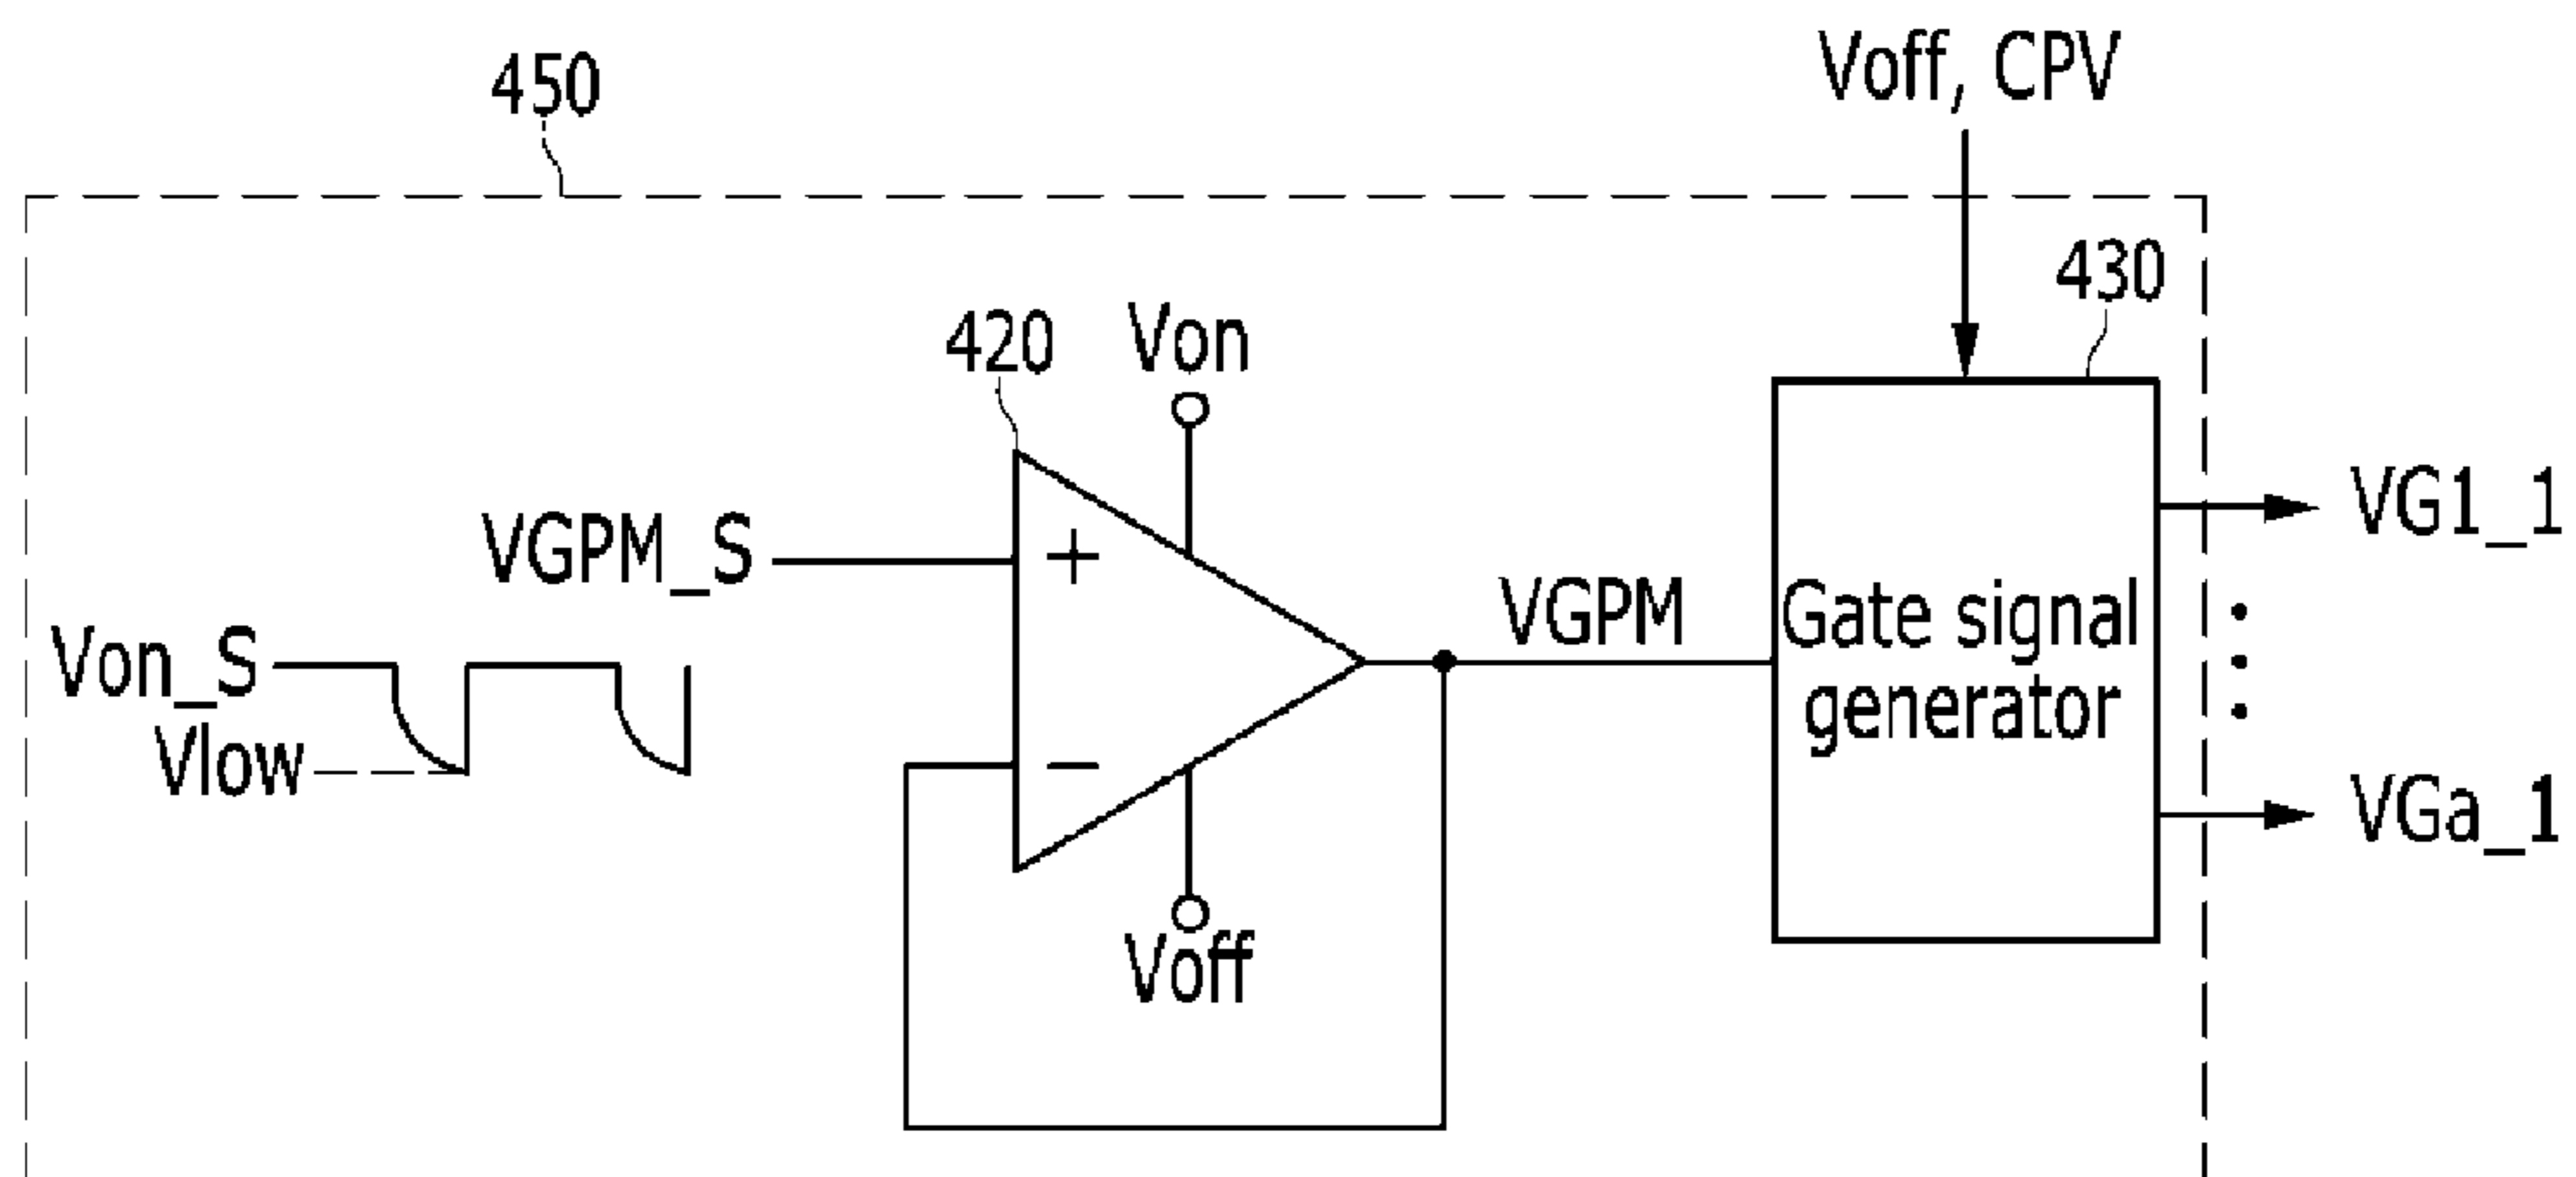 450
Voff, CPV
430
420
Von
VGPM_S
+
VG1_1
VGPM
Gate signal
generator
Von_S
Vlow
−
VGa_1
Voff